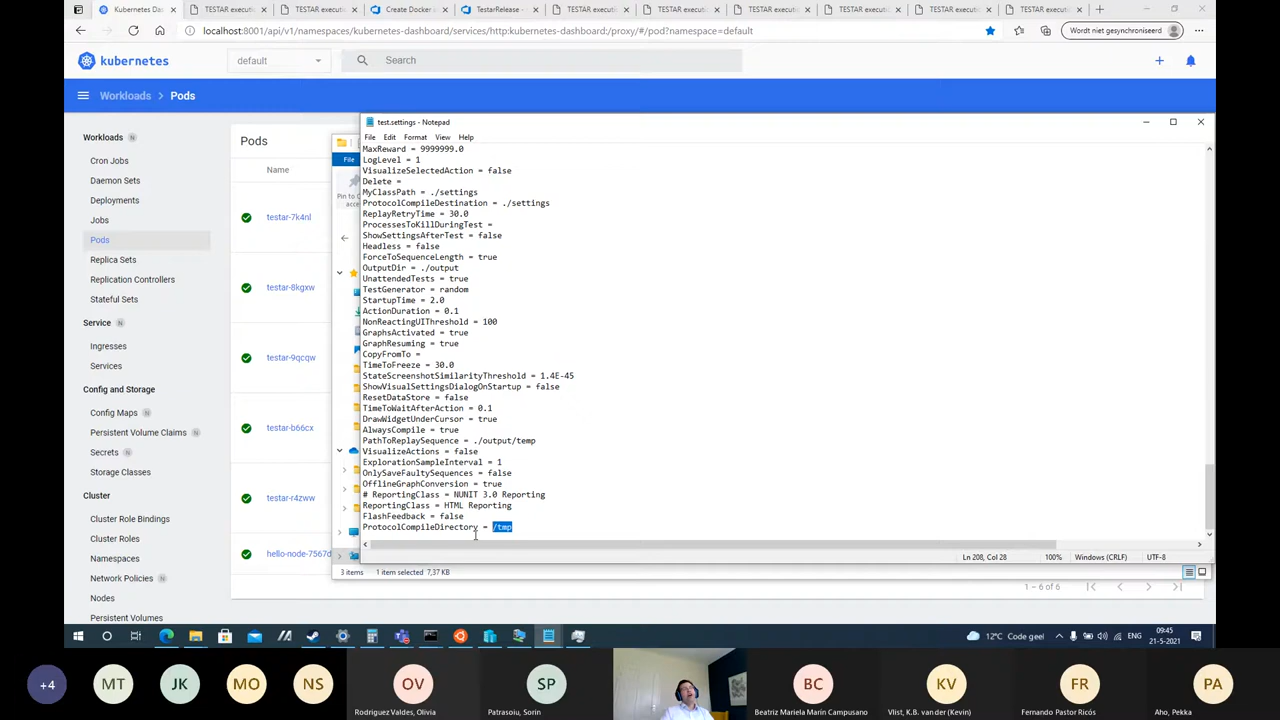 Kubernetes Dashb
TESTAR executi
TESTAR executi
Create Docker a
TestarRelease -
TESTAR executi
TESTAR executi
TESTAR executi
TESTAR executi
TESTAR executi
TESTAR executi
localhost:8001/api/v1/namespaces/kubernetes-dashboard/services/http:kubernetes-dashboard:/proxy/#/pod?namespace=default
Wordt niet gesynchroniseerd
kubernetes
default
Search
Workloads > Pods
Workloads N
Cron Jobs
Daemon Sets
Deployments
Jobs
Pods
Replica Sets
Replication Controllers
Stateful Sets
Service N
Ingresses
Services
Config and Storage
Config Maps N
Persistent Volume Claims N
Secrets N
Storage Classes
Cluster
Cluster Role Bindings
Cluster Roles
Namespaces
Network Policies N
Nodes
Persistent Volumes
Pods
Name
testar-7k4nl
testar-8kgxw
testar-9qcqw
testar-b66cx
testar-r4zww
hello-node-7567d
File
Pin to Q
acce
test.settings - Notepad
File Edit Format View Help
MaxReward = 9999999.0
LogLevel = 1
VisualizeSelectedAction = false
Delete =
MyClassPath = ./settings
ProtocolCompileDestination = ./settings
ReplayRetryTime = 30.0
ProcessesToKillDuringTest =
ShowSettingsAfterTest = false
Headless = false
ForceToSequenceLength = true
OutputDir = ./output
UnattendedTests = true
TestGenerator = random
StartupTime = 2.0
ActionDuration = 0.1
NonReactingUIThreshold = 100
GraphsActivated = true
GraphResuming = true
CopyFromTo =
TimeToFreeze = 30.0
StateScreenshotSimilarityThreshold = 1.4E-45
ShowVisualSettingsDialogOnStartup = false
ResetDataStore = false
TimeToWaitAfterAction = 0.1
DrawWidgetUnderCursor = true
AlwaysCompile = true
PathToReplaySequence = ./output/temp
VisualizeActions = false
ExplorationSampleInterval = 1
OnlySaveFaultySequences = false
OfflineGraphConversion = true
# ReportingClass = NUNIT 3.0 Reporting
ReportingClass = HTML Reporting
FlashFeedback = false
ProtocolCompileDirectory = /tmp
Ln 208, Col 28
100%
Windows (CRLF)
UTF-8
3 items 1 item selected 7,37 KB
1 – 6 of 6
12°C Code geel
ENG
09:45
21-5-2021
+4
MT
JK
MO
NS
OV
Rodriguez Valdes, Olivia
SP
Patrasoiu, Sorin
BC
Beatriz Mariela Marin Campusano
KV
Vlist, K.B. van der (Kevin)
FR
Fernando Pastor Ricós
PA
Aho, Pekka